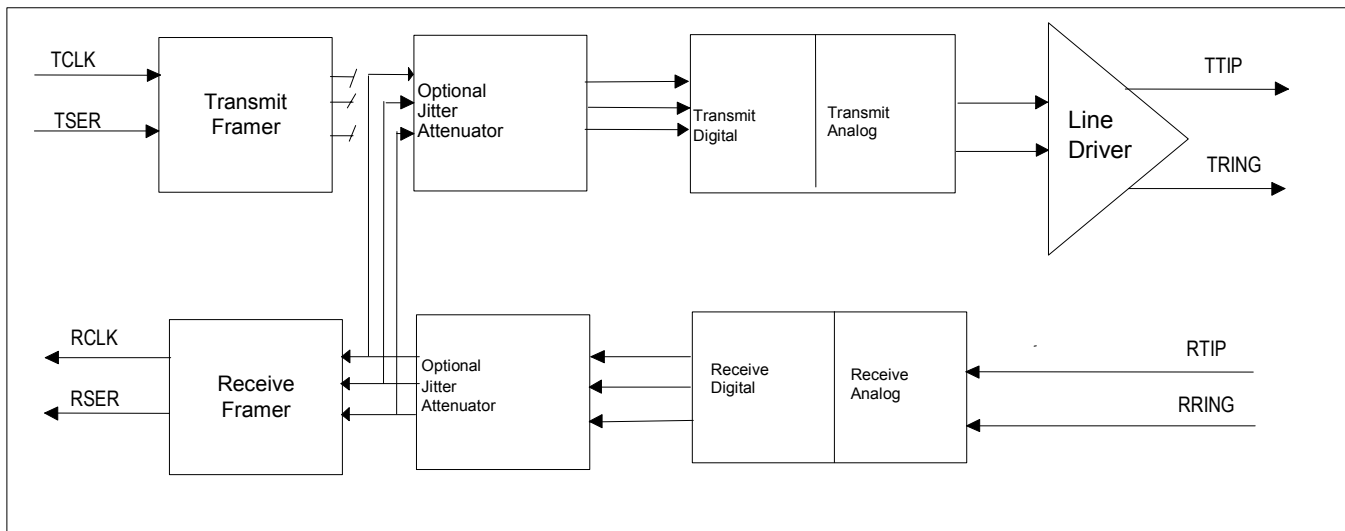 TCLK
TSER
Transmit
Framer
Optional
Jitter
Attenuator
Transmit
Digital
Transmit
Analog
Line
Driver
TTIP
TRING
RCLK
RSER
Receive
Framer
Optional
Jitter
Attenuator
Receive
Digital
Receive
Analog
RTIP
RRING